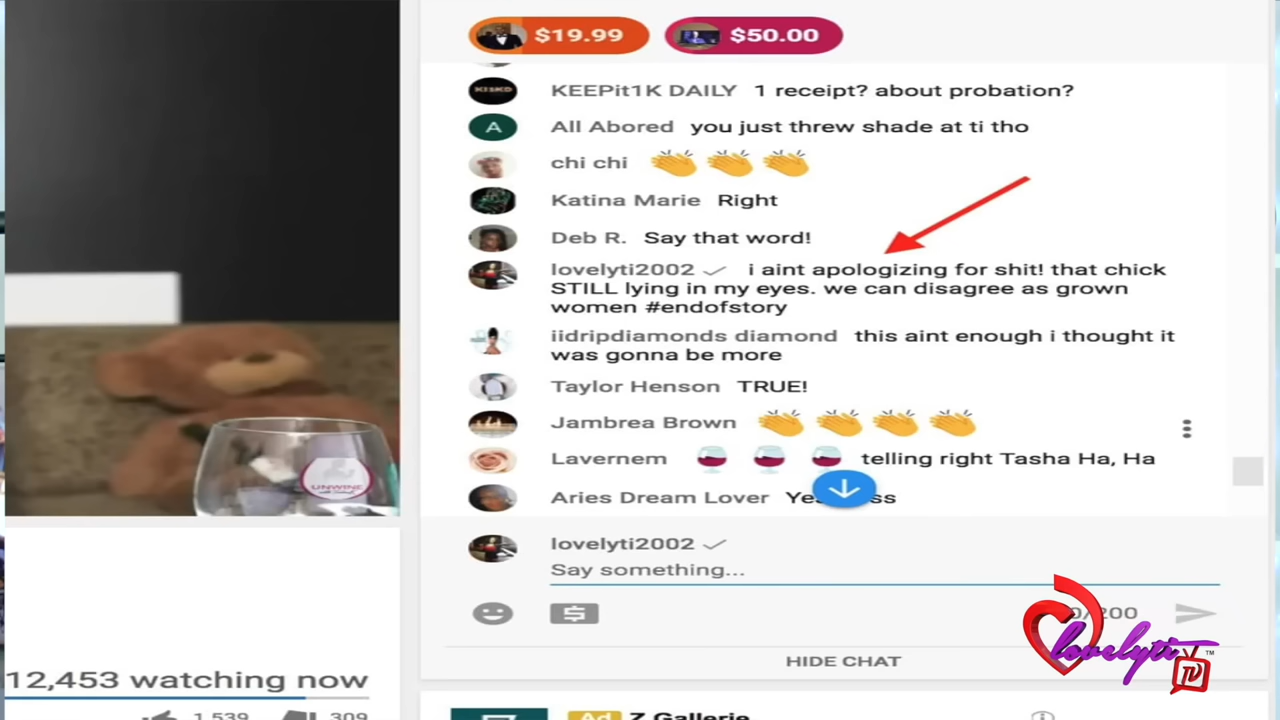 $19.99 $50.00
KEEPit1K DAILY 1 receipt? about probation?
A All Abored you just threw shade at ti tho
chi chi 👏 👏 👏
Katina Marie Right
Deb R. Say that word!
lovelyti2002 ✓ i aint apologizing for shit! that chick
STILL lying in my eyes. we can disagree as grown
women #endofstory
iidripdiamonds diamond this aint enough i thought it
was gonna be more
Taylor Henson TRUE!
Jambrea Brown 👏 👏 👏 👏
Lavernem 🍷 🍷 🍷 telling right Tasha Ha, Ha
Aries Dream Lover
UNWINE
lovelyti2002 ✓
Say something...
/200
HIDE CHAT
lovelyti TV ™
12,453 watching now
1,539 309
Ad Z Gallerie